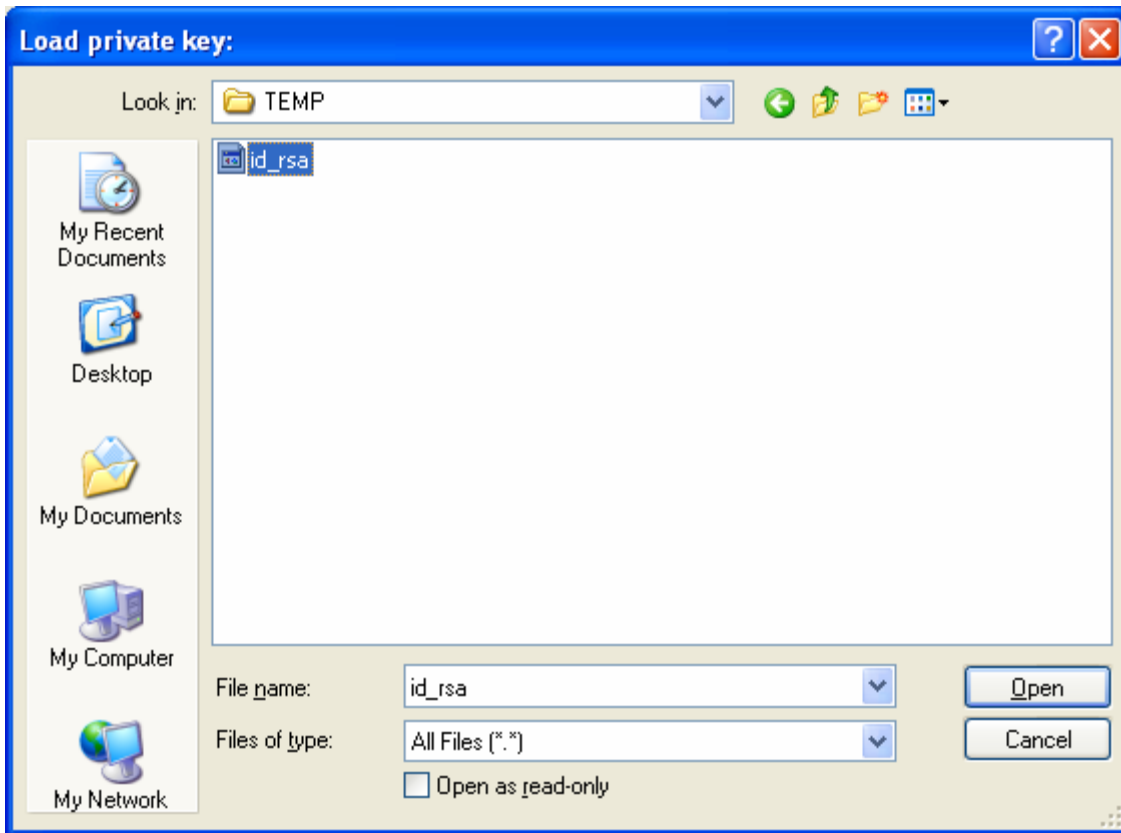 Load private key:
Look in:
TEMP
id_rsa
My Recent
Documents
Desktop
My Documents
My Computer
My Network
File name:
id_rsa
Open
Files of type:
All Files (*.*)
Cancel
Open as read-only